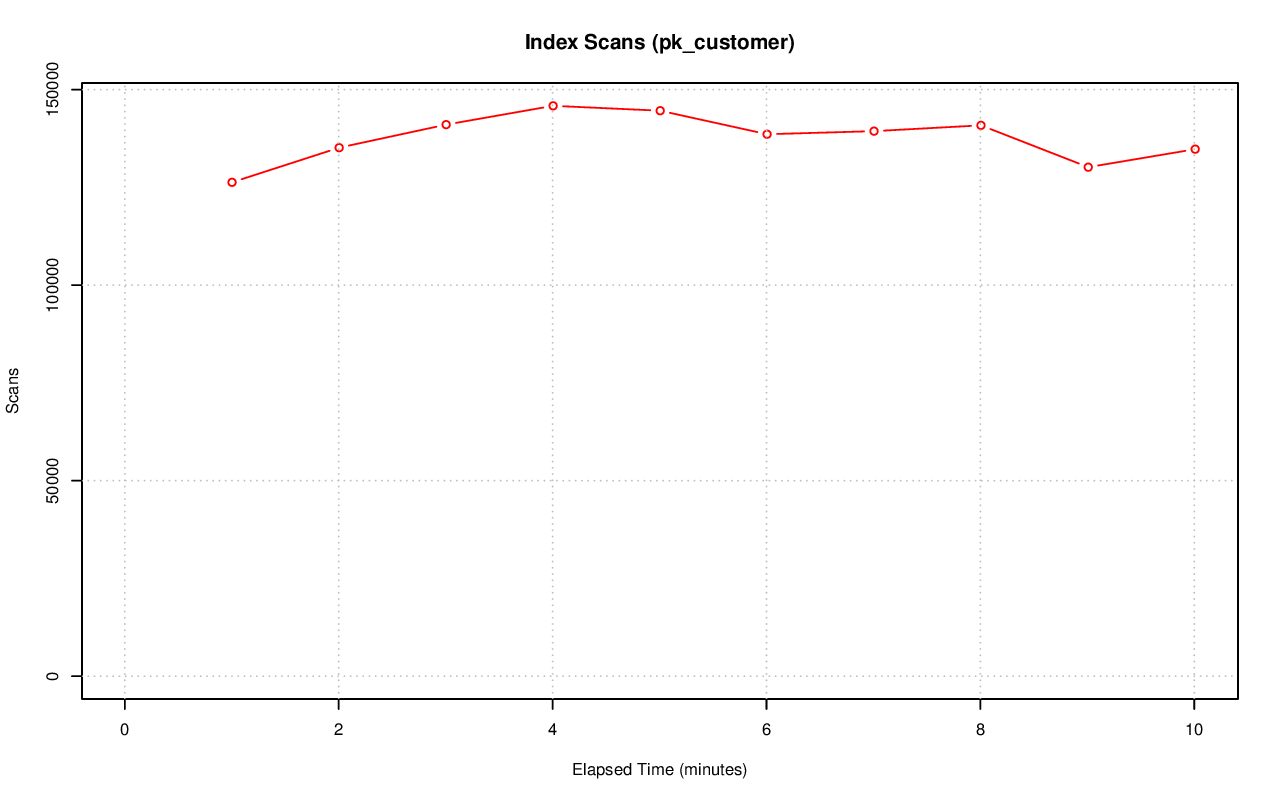 Index Scans (pk_customer)
150000
100000
50000
0
Scans
0 2 4 6 8 10
Elapsed Time (minutes)